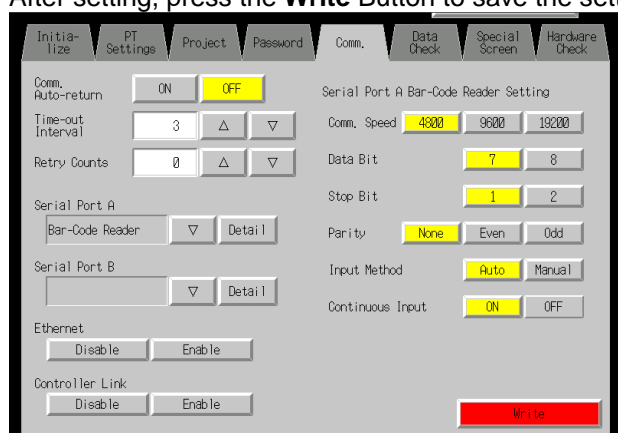 After setting, press the Write Button to save the set
Initia-
lize
PT
Settings
Project
Password
Comm.
Data
Check
Special
Screen
Hardware
Check
Comm.
Auto-return
ON
OFF
Time-out
Interval
3
△
▽
Retry Counts
0
△
▽
Serial Port A
Bar-Code Reader
▽
Detail
Serial Port B
▽
Detail
Ethernet
Disable
Enable
Controller Link
Disable
Enable
Serial Port A Bar-Code Reader Setting
Comm. Speed
4800
9600
19200
Data Bit
7
8
Stop Bit
1
2
Parity
None
Even
Odd
Input Method
Auto
Manual
Continuous Input
ON
OFF
Write